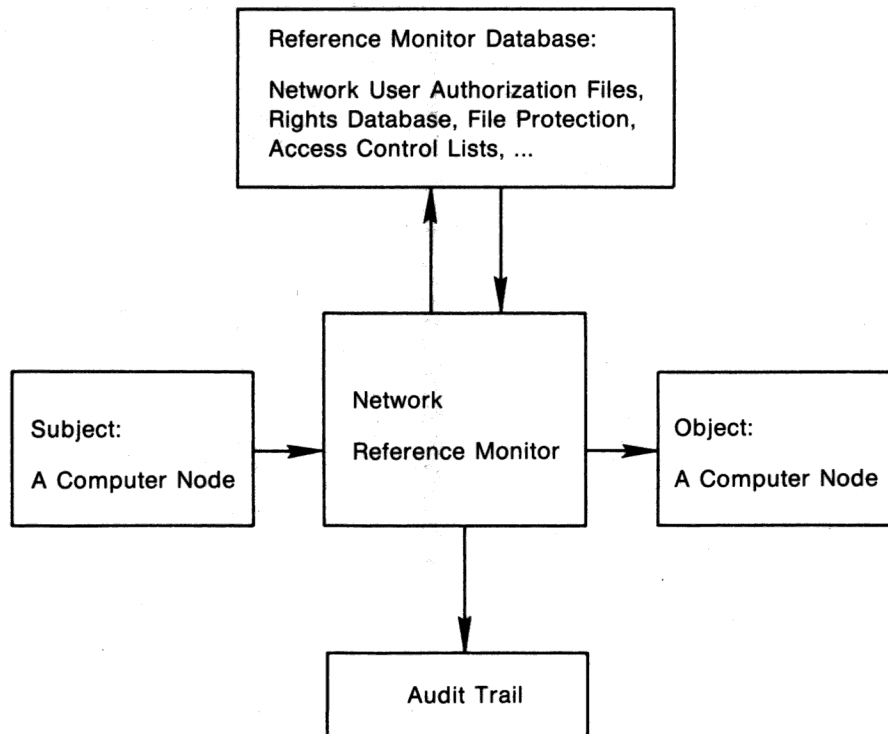 Reference Monitor Database:
Network User Authorization Files,
Rights Database, File Protection,
Access Control Lists, ...
Subject:
A Computer Node
Network
Reference Monitor
Object:
A Computer Node
Audit Trail